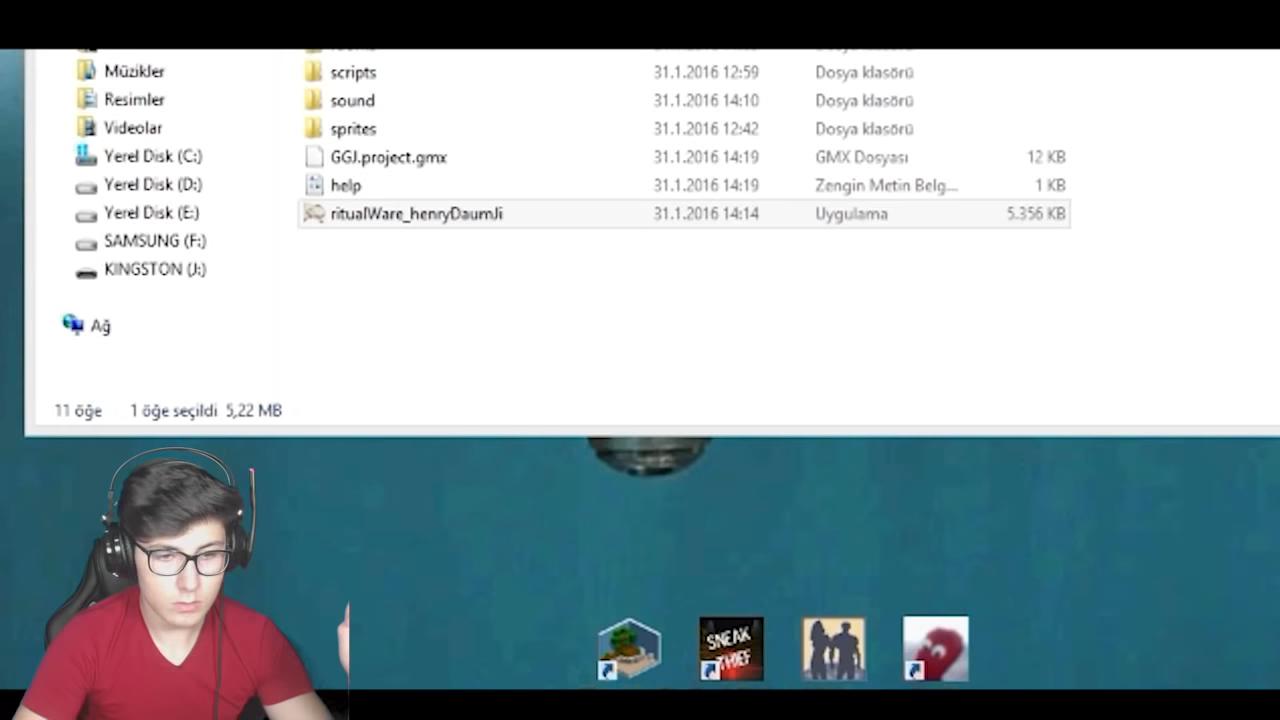 Müzikler
Resimler
Videolar
Yerel Disk (C:)
Yerel Disk (D:)
Yerel Disk (E:)
SAMSUNG (F:)
KINGSTON (J:)
Ağ
scripts 31.1.2016 12:59 Dosya klasörü
sound 31.1.2016 14:10 Dosya klasörü
sprites 31.1.2016 12:42 Dosya klasörü
GGJ.project.gmx 31.1.2016 14:19 GMX Dosyası 12 KB
help 31.1.2016 14:19 Zengin Metin Belg... 1 KB
ritualWare_henryDaumJi 31.1.2016 14:14 Uygulama 5.356 KB
11 öğe 1 öğe seçildi 5,22 MB
SNEAK
THIEF